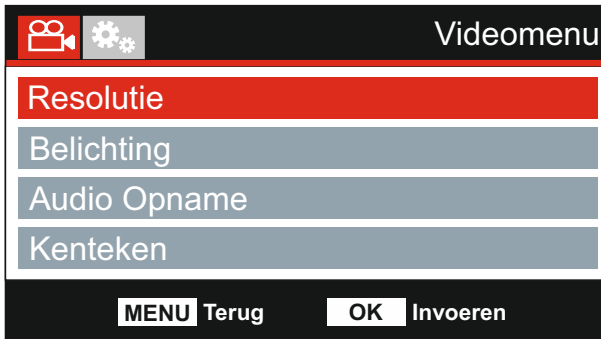 Videomenu
Resolutie
Belichting
Audio Opname
Kenteken
MENU Terug OK Invoeren